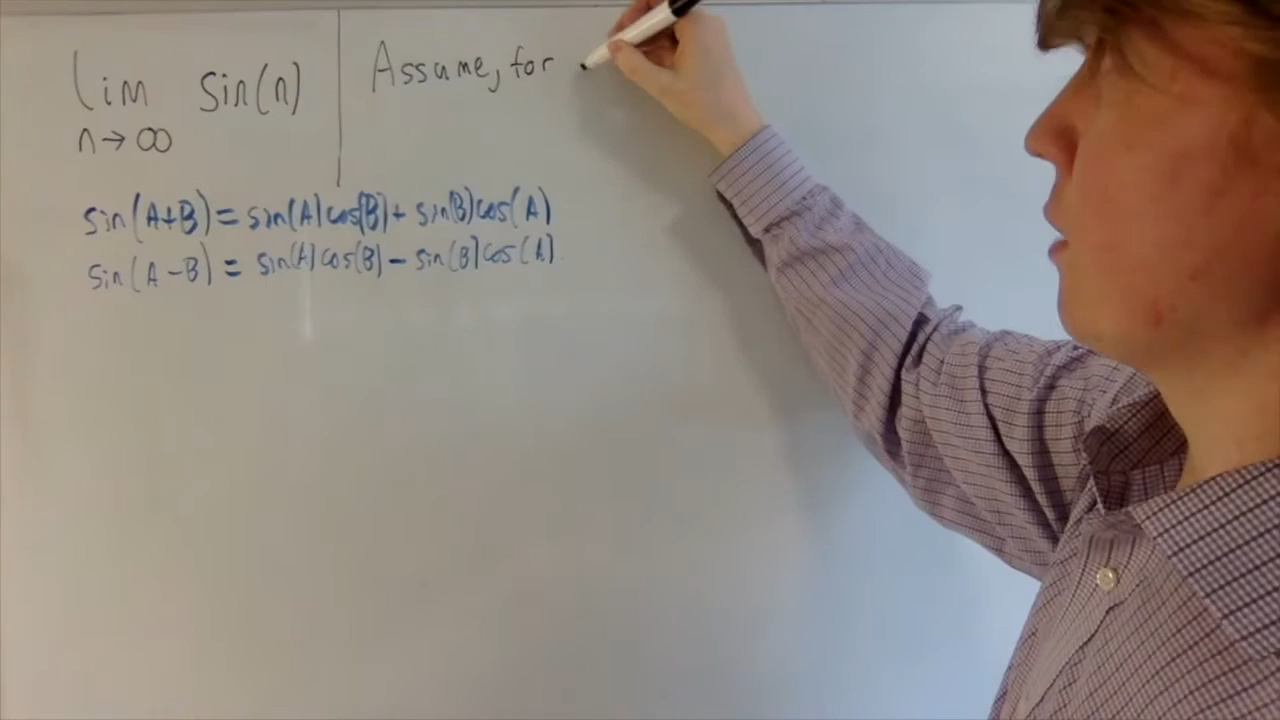 lim sin(n)
n→∞
Assume, for
sin(A+B)=sin(A)cos(B)+ sin(B)cos(A)
sin(A-B) = sin(A)cos(B) - sin(B)cos(A).